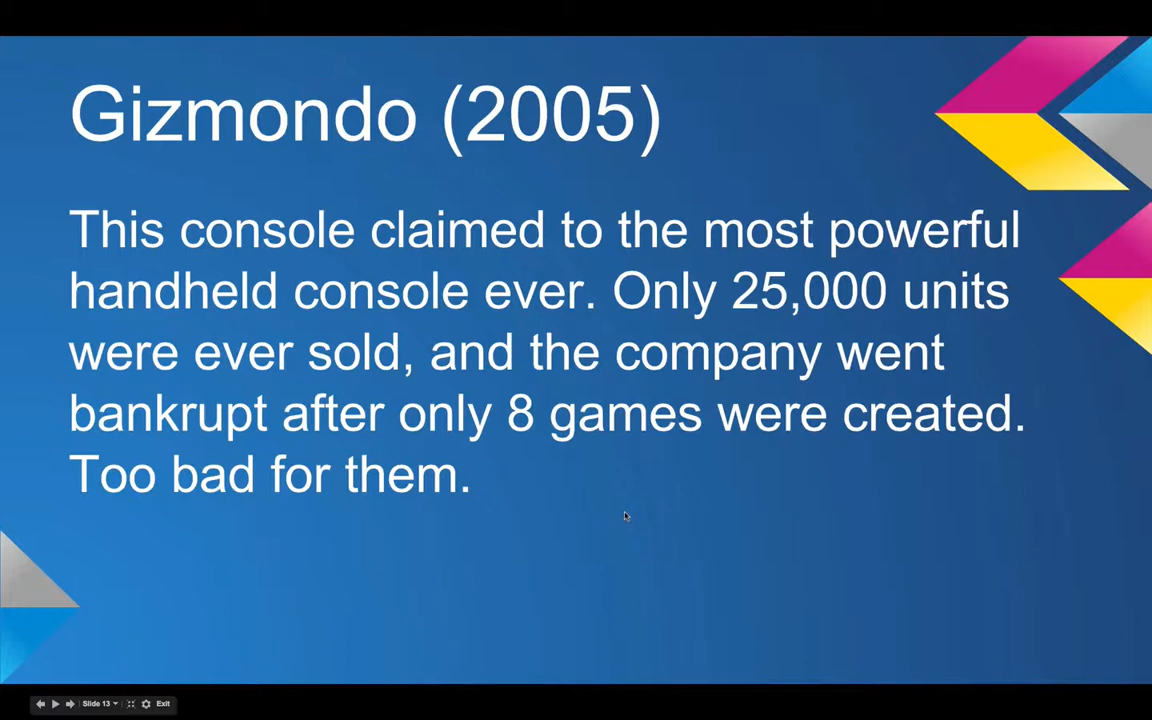 Gizmondo (2005)
This console claimed to the most powerful
handheld console ever. Only 25,000 units
were ever sold, and the company went
bankrupt after only 8 games were created.
Too bad for them.
Slide 13
Exit